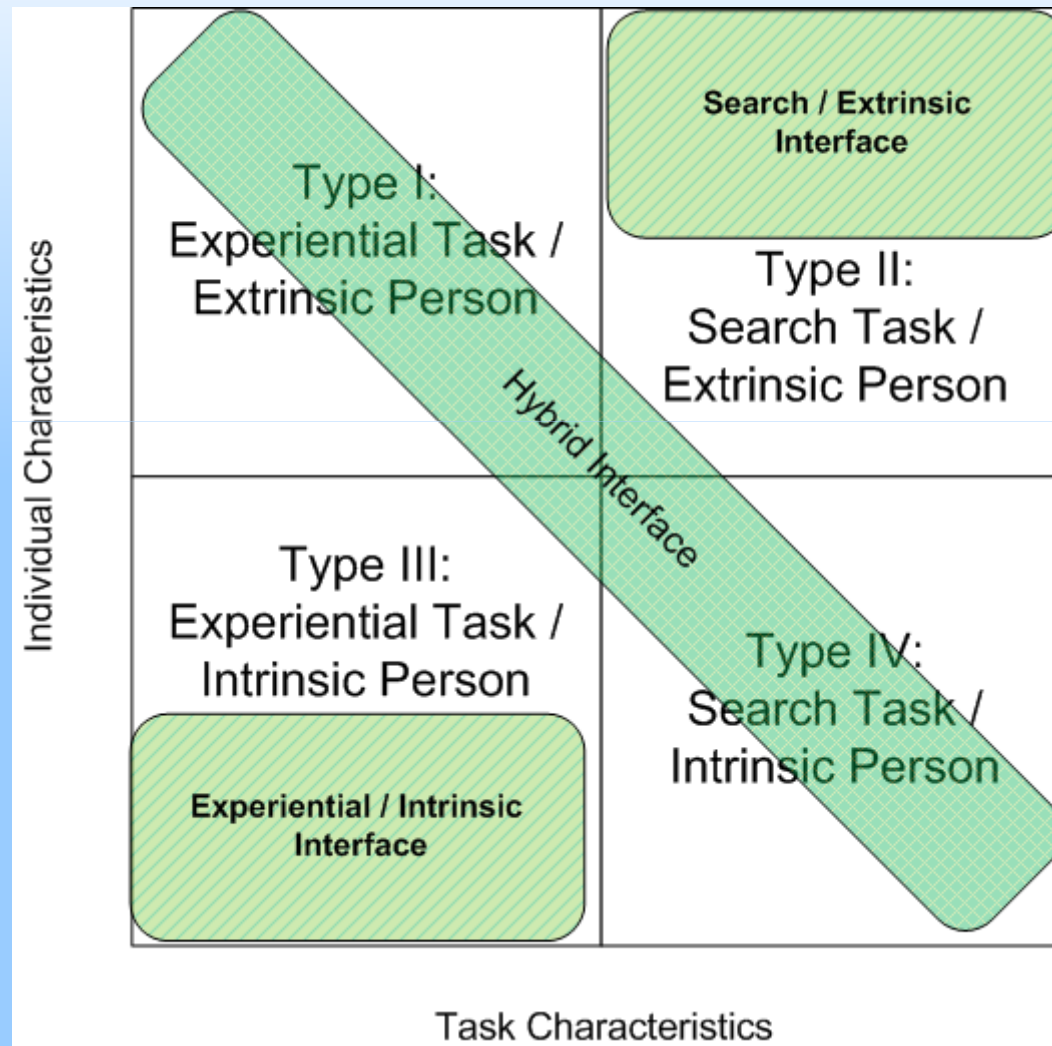 Search / Extrinsic
Interface
Type I:
Experiential Task /
Extrinsic Person
Type II:
Search Task /
Extrinsic Person
Individual Characteristics
Hybrid Interface
Type III:
Experiential Task /
Intrinsic Person
Type IV:
Search Task /
Intrinsic Person
Experiential / Intrinsic
Interface
Task Characteristics